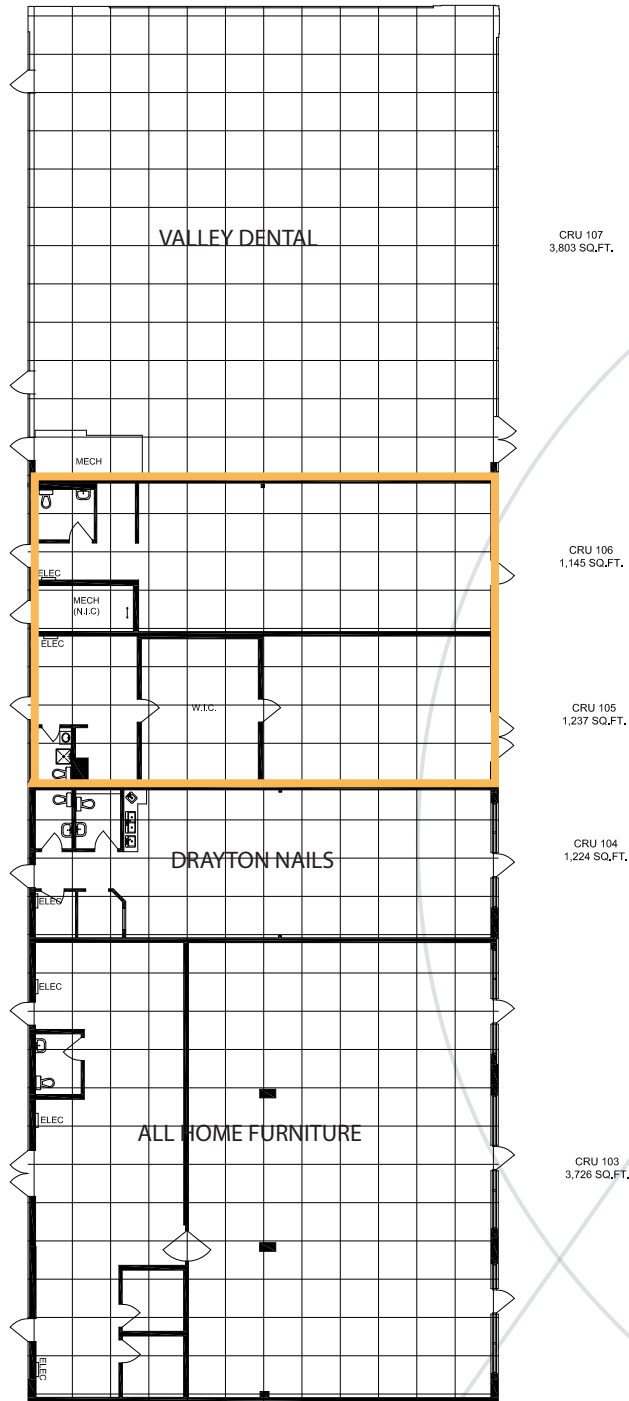 VALLEY DENTAL
CRU 107
3,803 SQ.FT.
MECH
ELEC
MECH
(N.I.C)
CRU 106
1,145 SQ.FT.
ELEC
W.I.C.
CRU 105
1,237 SQ.FT.
DRAYTON NAILS
CRU 104
1,224 SQ.FT.
ELEC
ELEC
ELEC
ALL HOME FURNITURE
CRU 103
3,726 SQ.FT.
ELEC